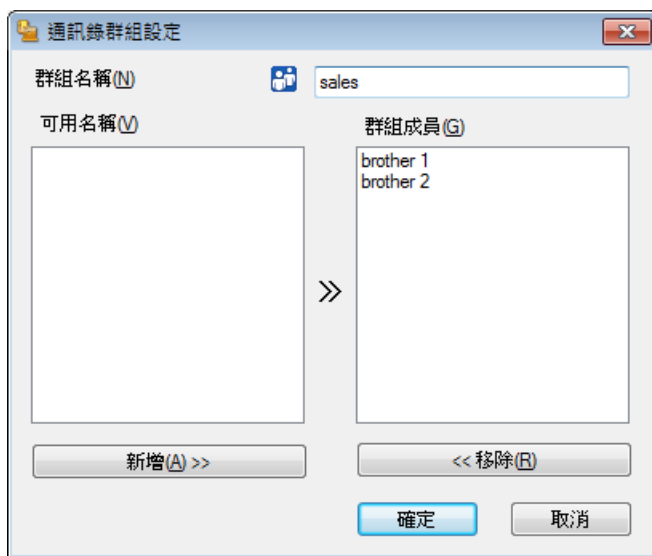 通訊錄群組設定
群組名稱(N)
sales
可用名稱(V)
群組成員(G)
brother 1
brother 2
新增(A) >>
<< 移除(R)
確定
取消